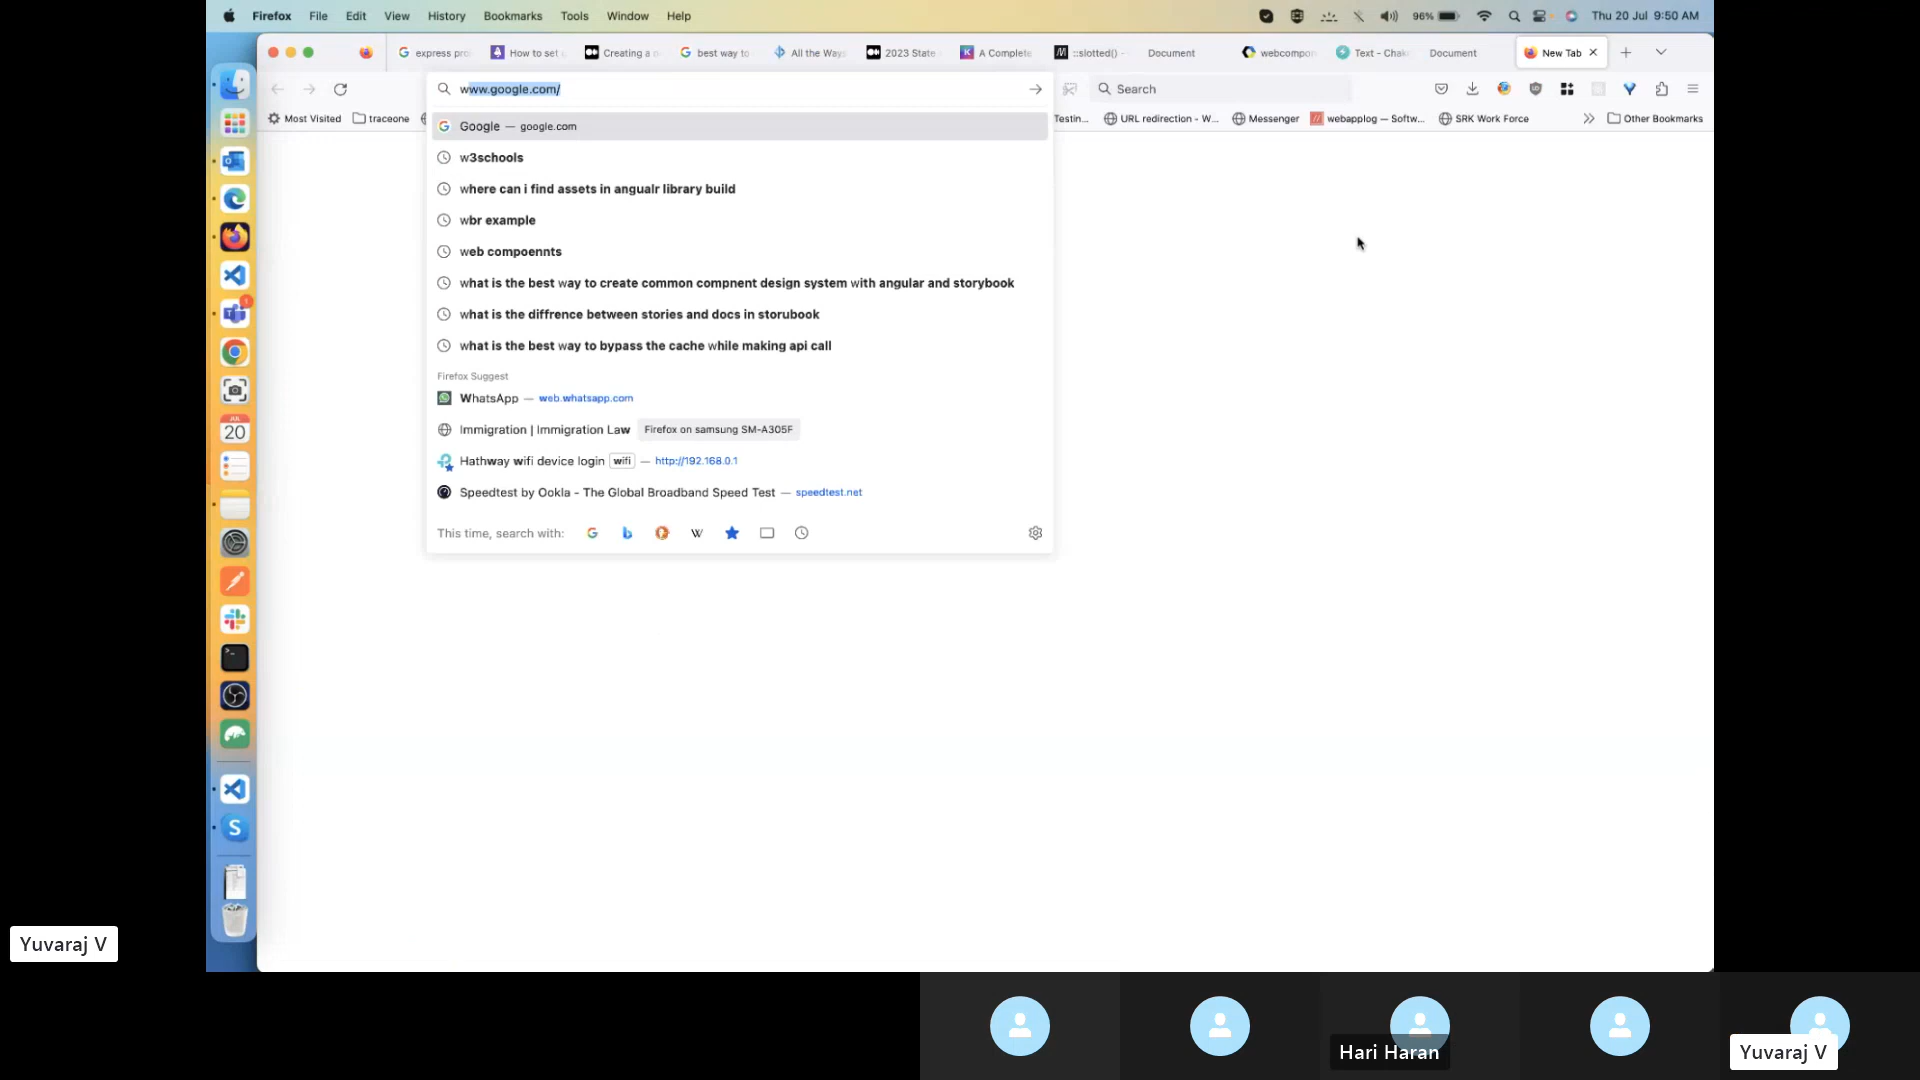 Firefox File Edit View History Bookmarks Tools Window Help
96% Thu 20 Jul 9:50 AM
express pro How to set Creating a best way to All the Ways 2023 State A Complete ::slotted() - Document webcompon Text - Chak Document New Tab
www.google.com/
Search
Most Visited traceone
Testin... URL redirection - W... Messenger webapplog — Softw... SRK Work Force Other Bookmarks
Google — google.com
w3schools
where can i find assets in angualr library build
wbr example
web compoennts
what is the best way to create common compnent design system with angular and storybook
what is the diffrence between stories and docs in storubook
what is the best way to bypass the cache while making api call
Firefox Suggest
WhatsApp — web.whatsapp.com
Immigration | Immigration Law Firefox on samsung SM-A305F
Hathway wifi device login wifi — http://192.168.0.1
Speedtest by Ookla - The Global Broadband Speed Test — speedtest.net
This time, search with:
JUL
20
Yuvaraj V
Hari Haran
Yuvaraj V